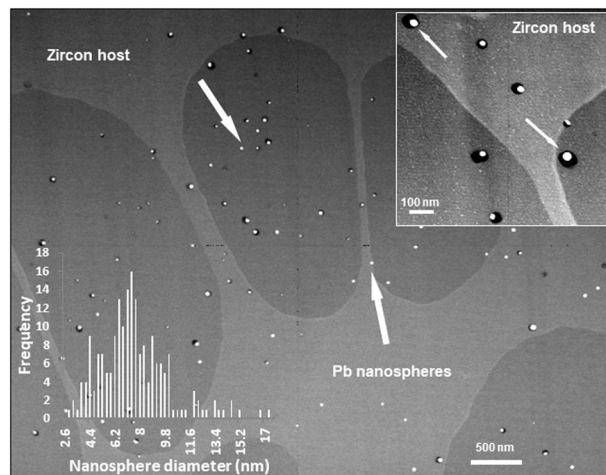 Zircon host
Zircon host
100 nm
18
16
14
12
10
8
6
4
2
0
Frequency
2.6 4.4 6.2 8 9.8 11.6 13.4 15.2 17
Nanosphere diameter (nm)
Pb nanospheres
500 nm